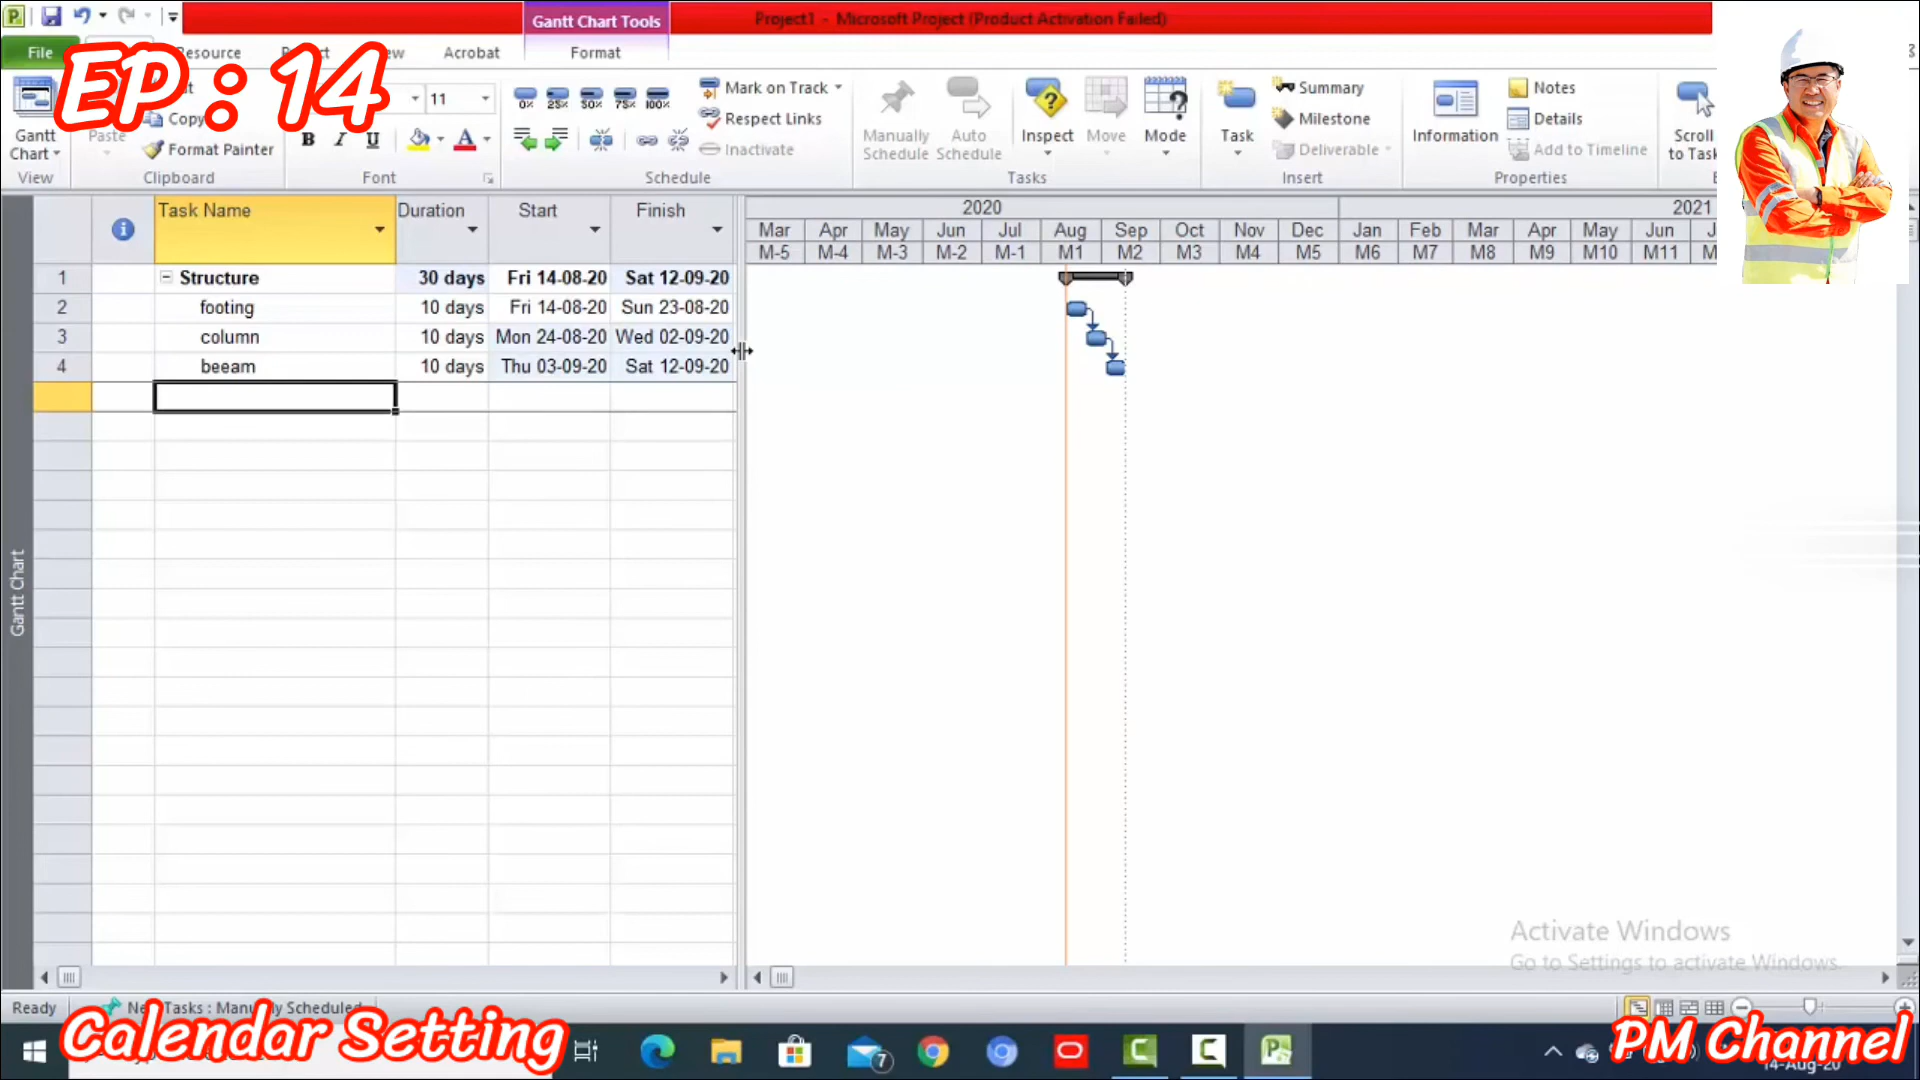 Gantt Chart Tools
Project1 - Microsoft Project (Product Activation Failed)
File Resource Acrobat Format
EP : 14
Gantt Chart
Paste
Copy
Format Painter
11
B I U
0% 25% 50% 75% 100%
Mark on Track
Respect Links
Inactivate
Manually Schedule
Auto Schedule
Inspect
Move
Mode
Task
Summary
Milestone
Deliverable
Information
Notes
Details
Add to Timeline
Scroll
to Task
View Clipboard Font Schedule Tasks Insert Properties
Task Name Duration Start Finish
2020 2021
Mar Apr May Jun Jul Aug Sep Oct Nov Dec Jan Feb Mar Apr May Jun
M-5 M-4 M-3 M-2 M-1 M1 M2 M3 M4 M5 M6 M7 M8 M9 M10 M11
1 Structure 30 days Fri 14-08-20 Sat 12-09-20
2 footing 10 days Fri 14-08-20 Sun 23-08-20
3 column 10 days Mon 24-08-20 Wed 02-09-20
4 beeam 10 days Thu 03-09-20 Sat 12-09-20
Gantt Chart
Activate Windows
Go to Settings to activate Windows.
Ready New Tasks : Manually Scheduled
Calendar Setting
7
PM Channel
14-Aug-20